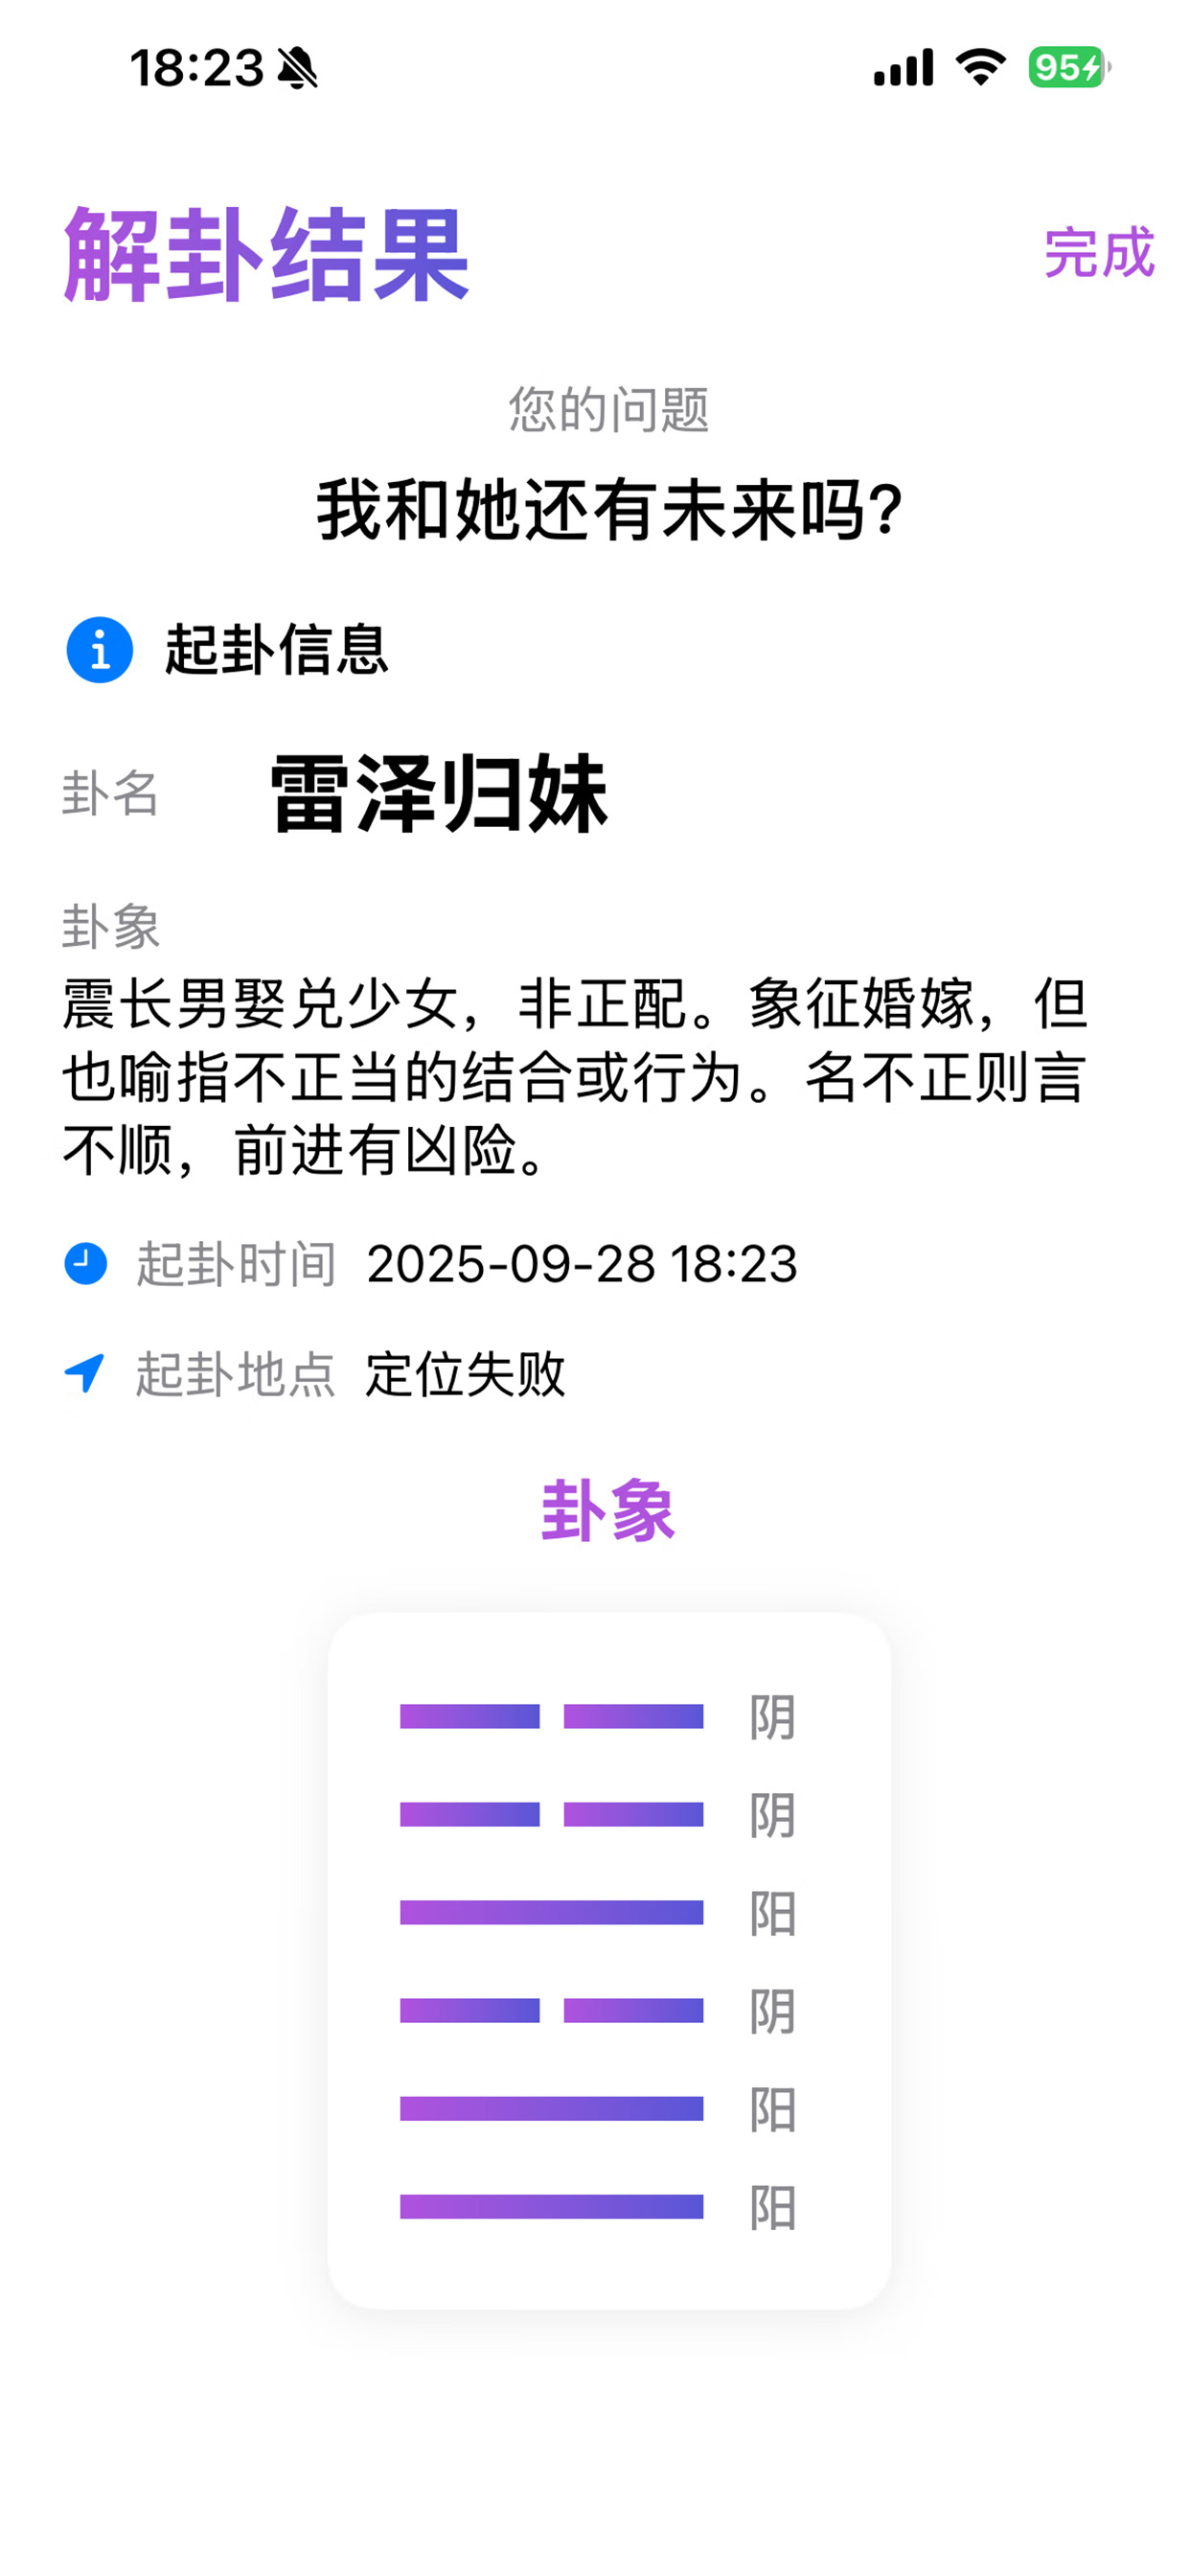 18:23
95
解卦结果
完成
您的问题
我和她还有未来吗?
起卦信息
卦名 雷泽归妹
卦象
震长男娶兑少女，非正配。象征婚嫁，但
也喻指不正当的结合或行为。名不正则言
不顺，前进有凶险。
起卦时间 2025-09-28 18:23
起卦地点 定位失败
卦象
阴
阴
阳
阴
阳
阳